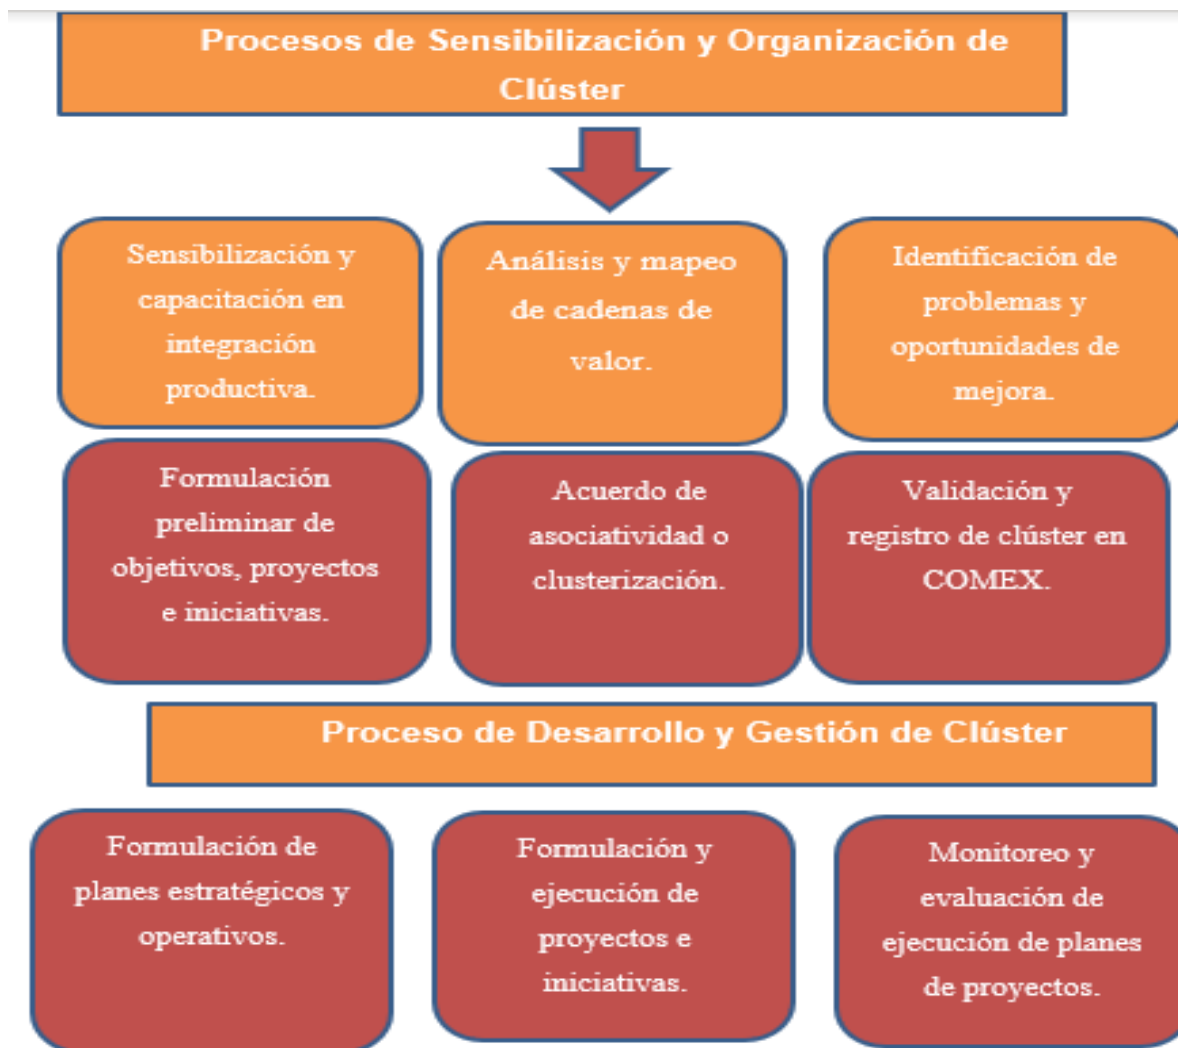 Procesos de Sensibilización y Organización de
Clúster
Sensibilización y
capacitación en
integración
productiva.
Análisis y mapeo
de cadenas de
valor.
Identificación de
problemas y
oportunidades de
mejora.
Formulación
preliminar de
objetivos, proyectos
e iniciativas.
Acuerdo de
asociatividad o
clusterización.
Validación y
registro de clúster en
COMEX.
Proceso de Desarrollo y Gestión de Clúster
Formulación de
planes estratégicos y
operativos.
Formulación y
ejecución de
proyectos e
iniciativas.
Monitoreo y
evaluación de
ejecución de planes
de proyectos.